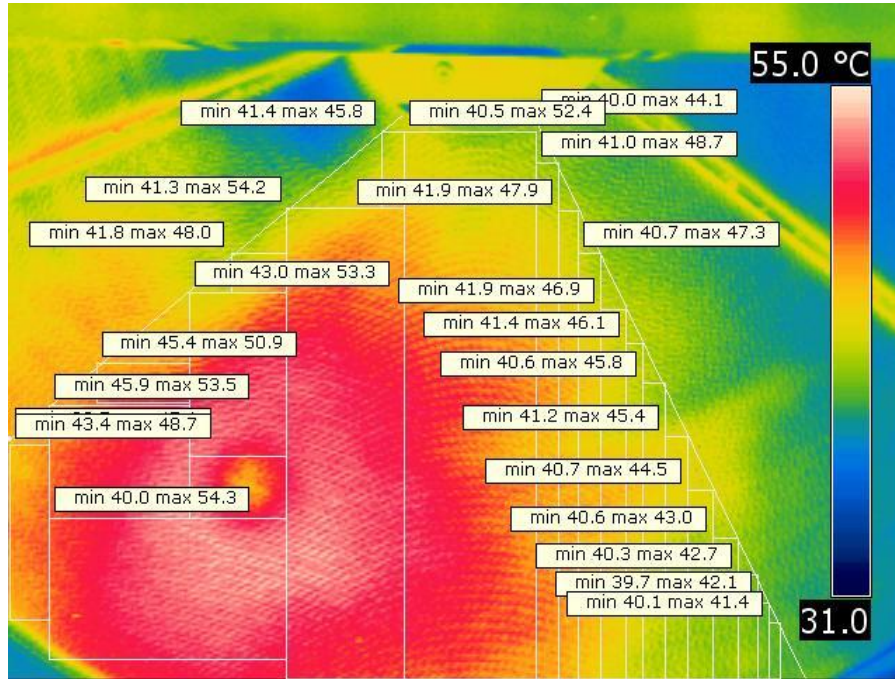 55.0 °C
min 40.0 max 44.1
min 41.4 max 45.8
min 40.5 max 52.4
min 41.0 max 48.7
min 41.3 max 54.2
min 41.9 max 47.9
min 41.8 max 48.0
min 40.7 max 47.3
min 43.0 max 53.3
min 41.9 max 46.9
min 41.4 max 46.1
min 45.4 max 50.9
min 40.6 max 45.8
min 45.9 max 53.5
min 41.2 max 45.4
min 43.4 max 48.7
min 40.7 max 44.5
min 40.0 max 54.3
min 40.6 max 43.0
min 40.3 max 42.7
min 39.7 max 42.1
min 40.1 max 41.4
31.0